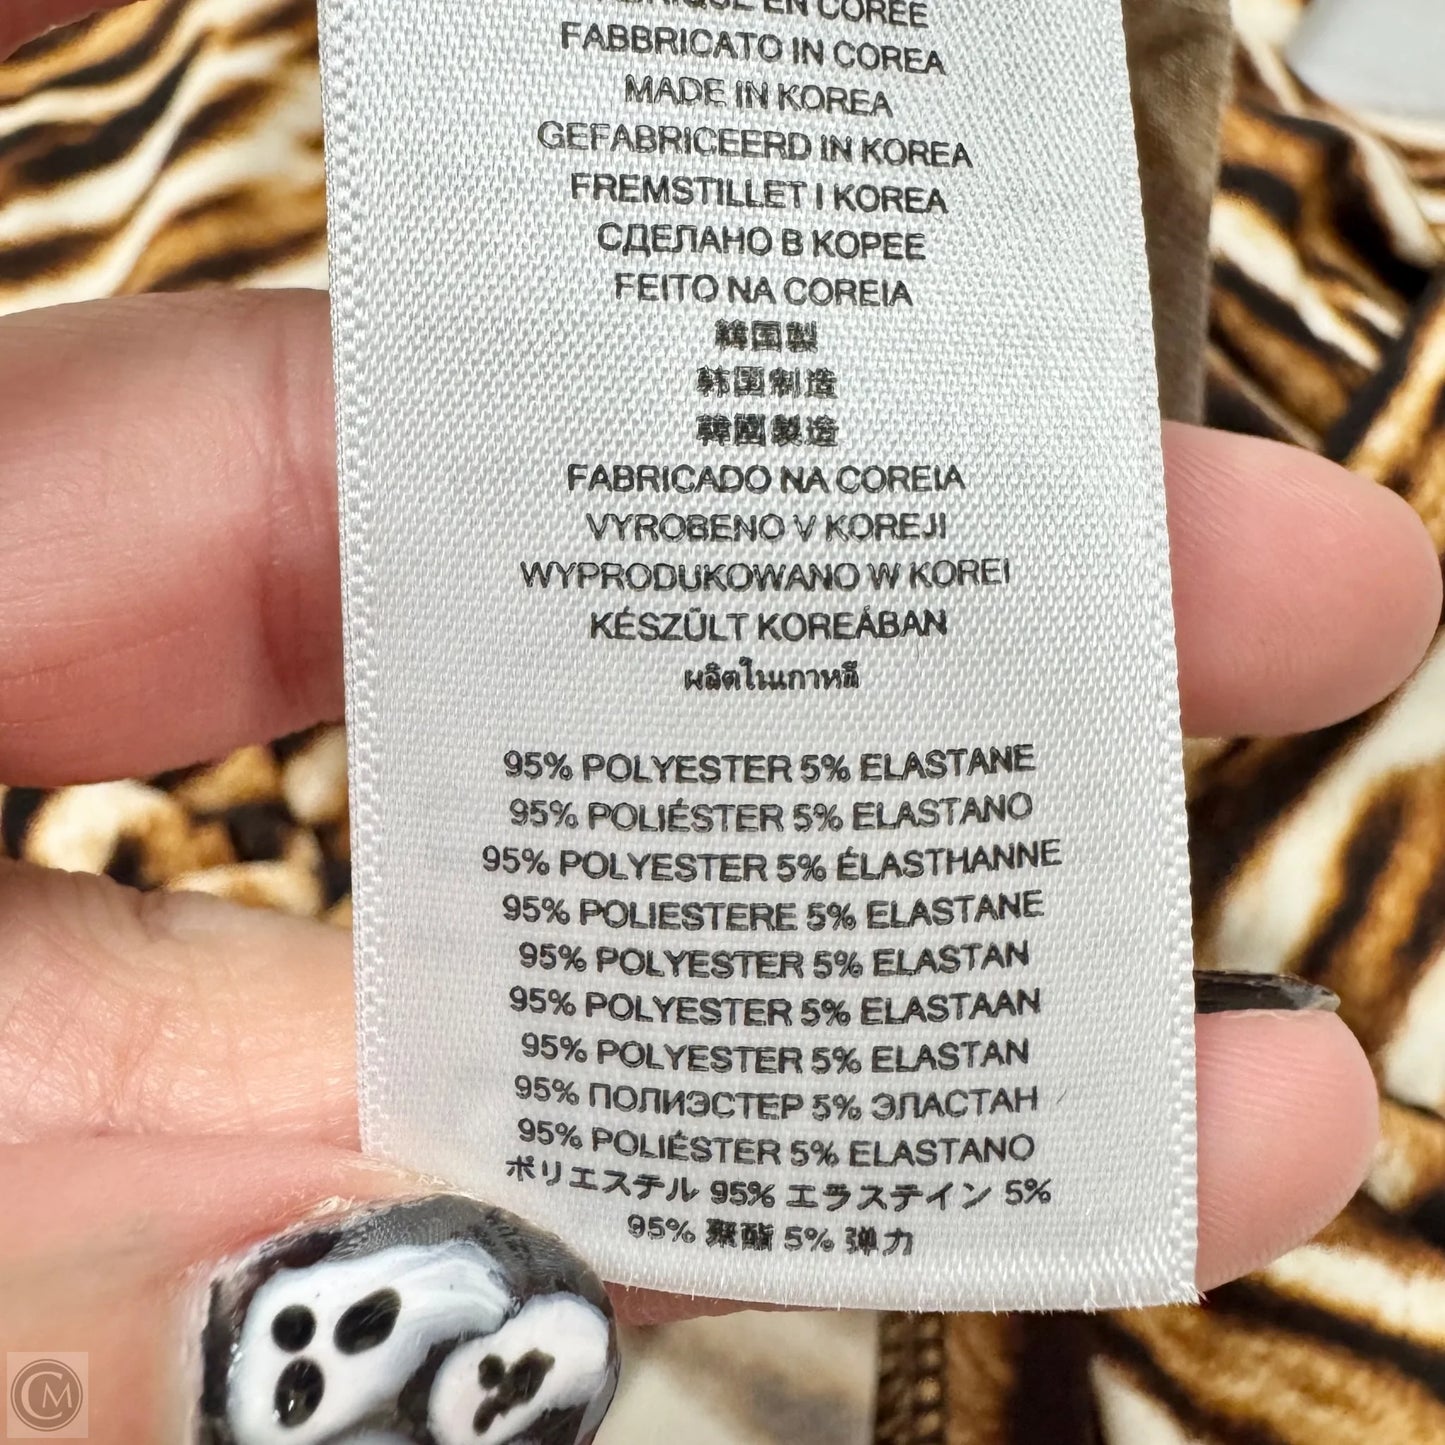 EN COREE
FABBRICATO IN COREA
MADE IN KOREA
GEFABRICEERD IN KOREA
FREMSTILLET I KOREA
СДЕЛАНО В КОРЕЕ
FEITO NA COREIA
韓国製
韩国制造
韓國製造
FABRICADO NA COREIA
VYROBENO V KOREJI
WYPRODUKOWANO W KOREI
KÉSZÜLT KOREÁBAN
ผลิตในเกาหลี
95% POLYESTER 5% ELASTANE
95% POLIÉSTER 5% ELASTANO
95% POLYESTER 5% ÉLASTHANNE
95% POLIESTERE 5% ELASTANE
95% POLYESTER 5% ELASTAN
95% POLYESTER 5% ELASTAAN
95% POLYESTER 5% ELASTAN
95% ПОЛИЭСТЕР 5% ЭЛАСТАН
95% POLIÉSTER 5% ELASTANO
ポリエステル 95% エラステイン 5%
95% 聚酯 5% 弹力
CM